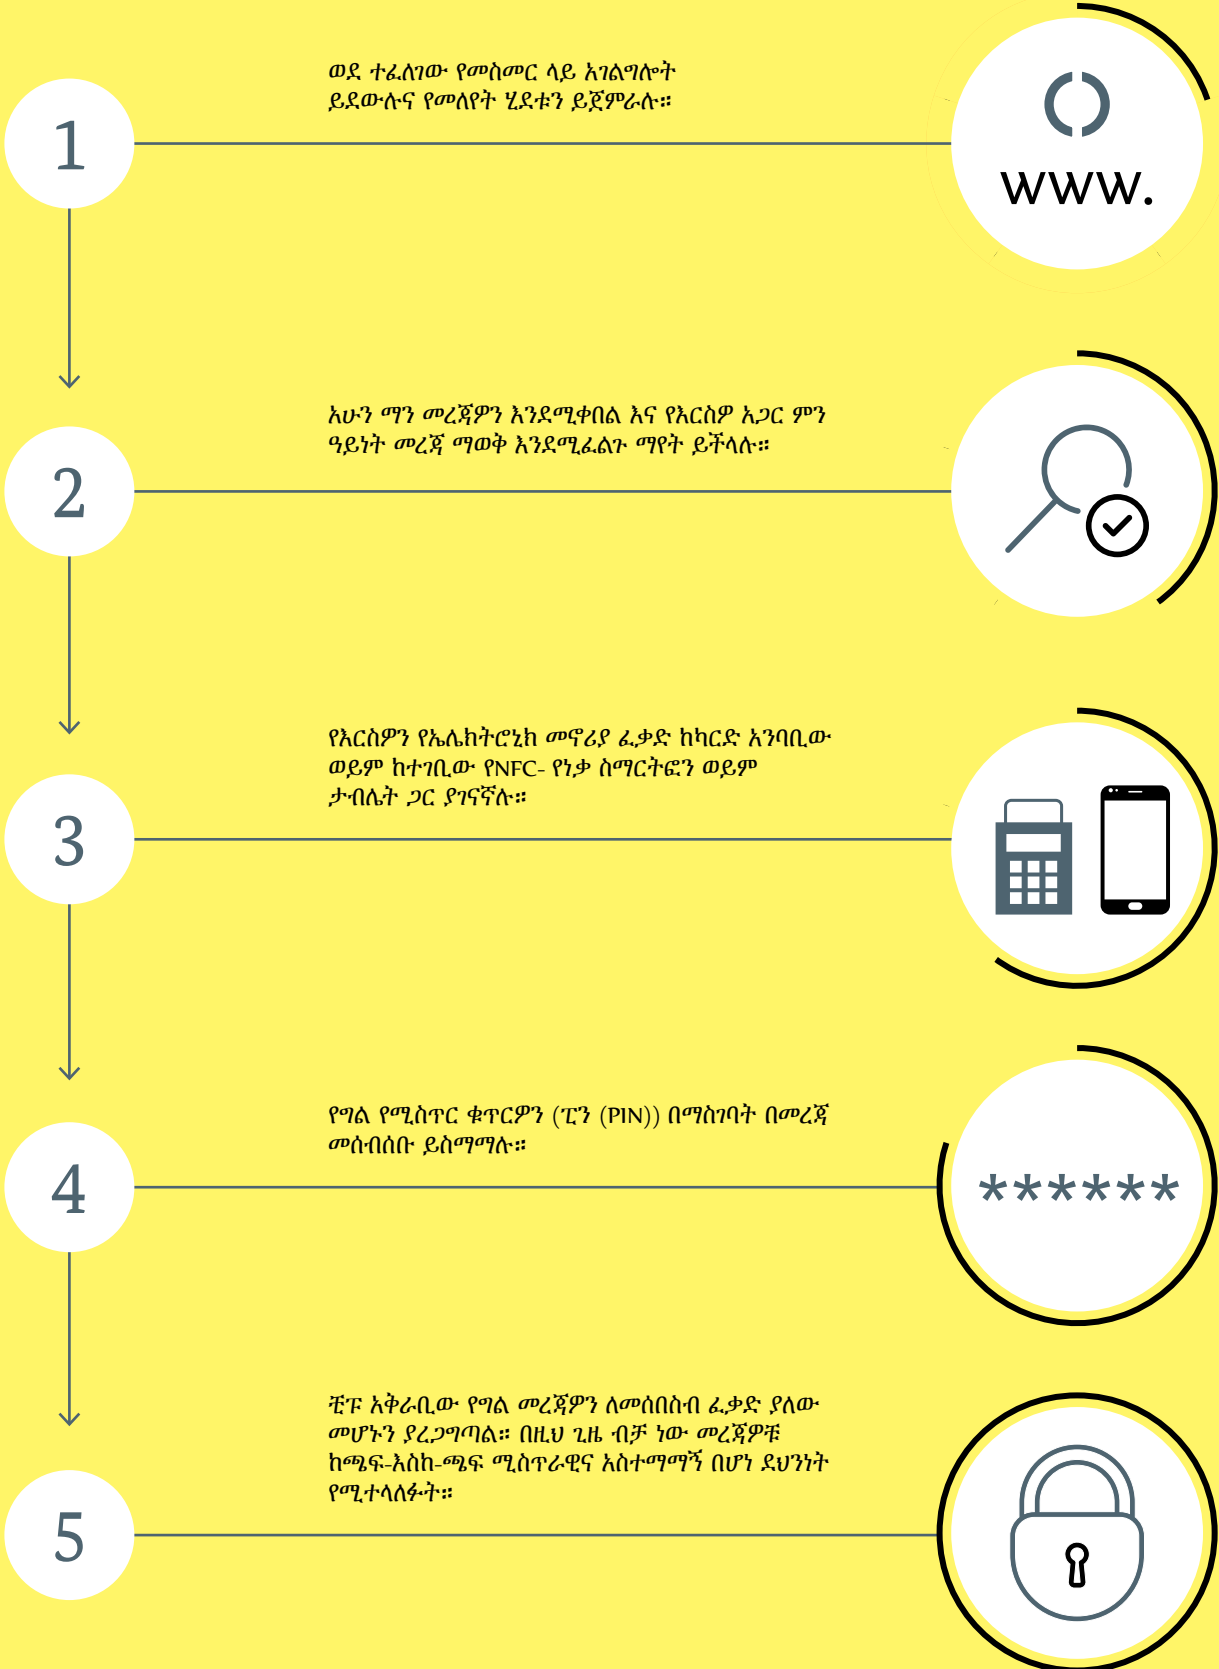 ወደ ተፈለገው የመስመር ላይ አገልግሎት
ይደውሉና የመለየት ሂደቱን ይጀምራሉ።
1
www.
አሁን ማን መረጃዎን እንደሚቀበል እና የእርስዎ አጋር ምን
ዓይነት መረጃ ማወቅ እንደሚፈልጉ ማየት ይችላሉ።
2
የእርስዎን የኤሌክትሮኒክ መኖሪያ ፈቃድ ከካርድ አንባቢው
ወይም ከተገቢው የNFC- የነቃ ስማርትፎን ወይም
ታብሌት ጋር ያገናኛሉ።
3
የግል የሚስጥር ቁጥርዎን (ፒን (PIN)) በማስገባት በመረጃ
መሰብሰቡ ይስማማሉ።
4
******
ቺፑ አቅራቢው የግል መረጃዎን ለመሰበስብ ፈቃድ ያለው
መሆኑን ያረጋግጣል። በዚህ ጊዜ ብቻ ነው መረጃዎቹ
ከጫፍ-እስከ-ጫፍ ሚስጥራዊና አስተማማኝ በሆነ ደህንነት
የሚተላለፉት።
5